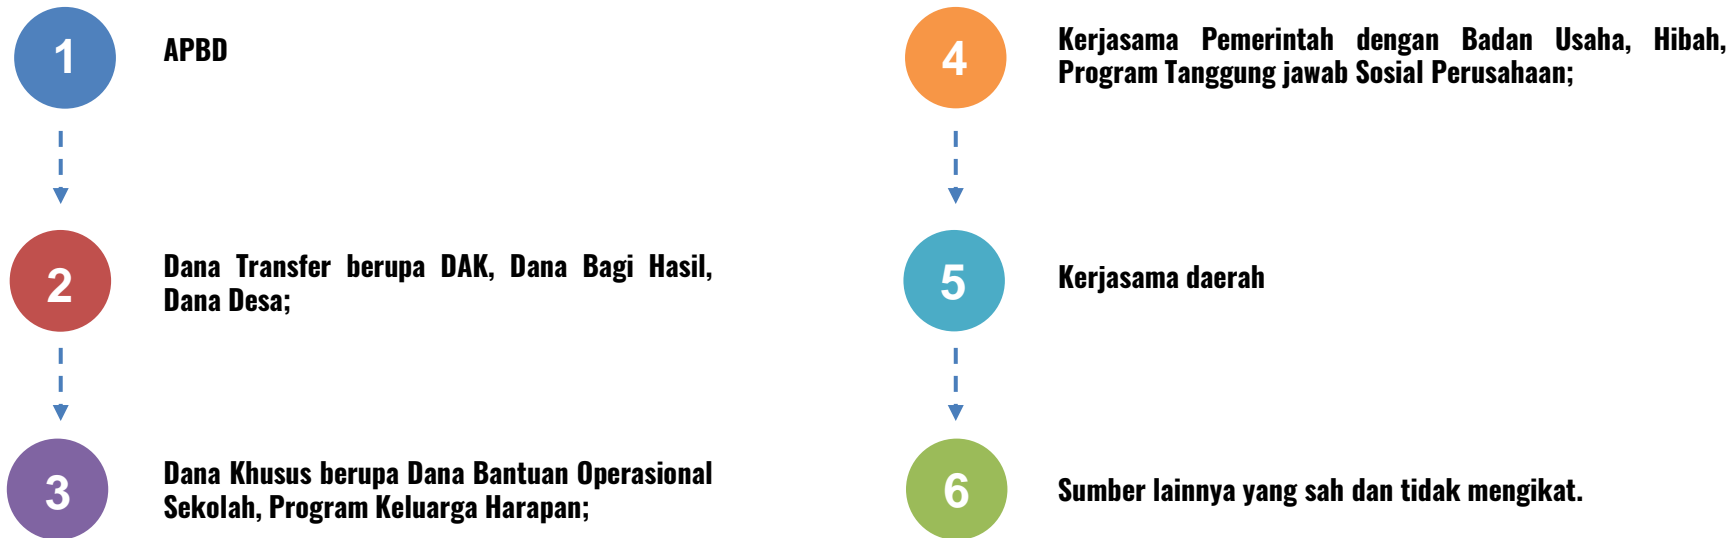 1
APBD
2
Dana Transfer berupa DAK, Dana Bagi Hasil,
Dana Desa;
3
Dana Khusus berupa Dana Bantuan Operasional
Sekolah, Program Keluarga Harapan;
4
Kerjasama Pemerintah dengan Badan Usaha, Hibah,
Program Tanggung jawab Sosial Perusahaan;
5
Kerjasama daerah
6
Sumber lainnya yang sah dan tidak mengikat.